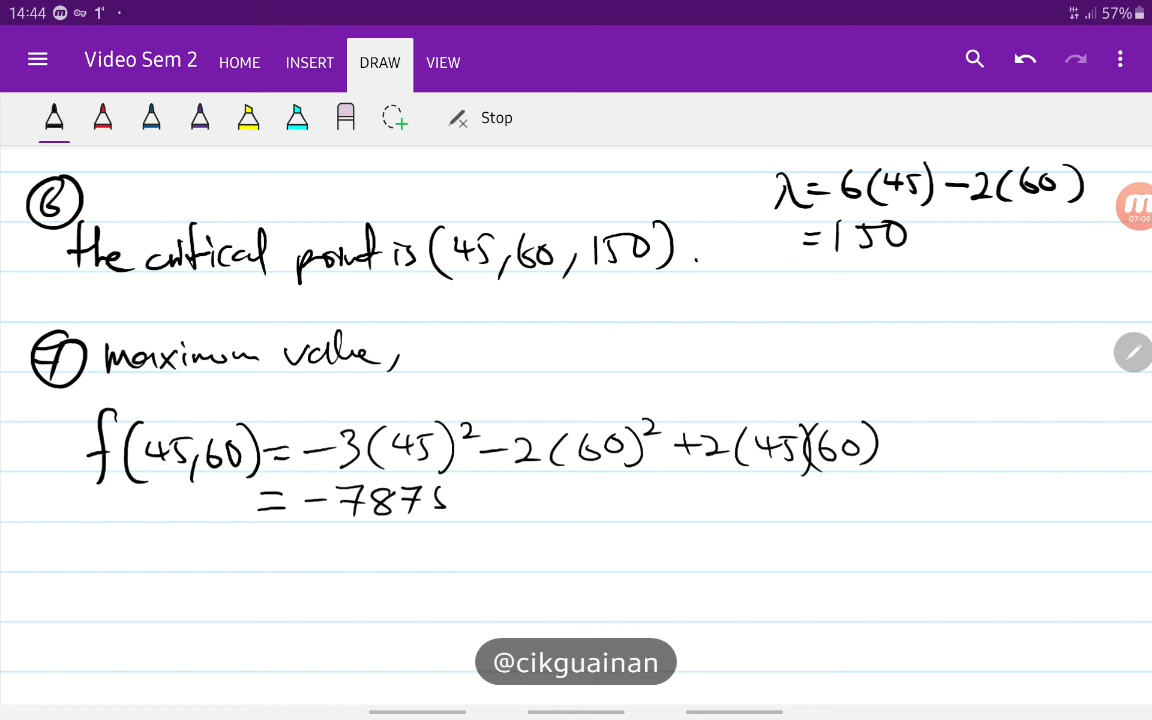 14:44 57%
Video Sem 2 HOME INSERT DRAW VIEW
Stop
λ = 6(45) - 2(60)
= 150
⑥
the critical point is (45, 60, 150).
07:09
⑦ maximum value,
f(45,60) = -3(45)² - 2(60)² + 2(45)(60)
= -7875
@cikguainan